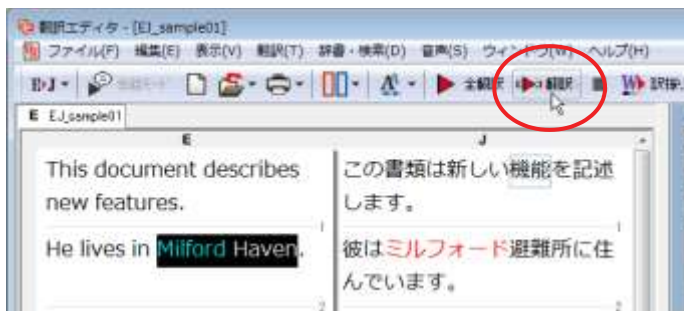 翻訳エディタ - [EJ_sample01]
ファイル(F) 編集(E) 表示(V) 翻訳(T) 辞書・検索(D) 音声(S) ウィンドウ(W) ヘルプ(H)
全翻訳 翻訳
E EJ_sample01
E J
This document describes
new features.
この書類は新しい機能を記述
します。
1 1
He lives in Milford Haven.
彼はミルフォード避難所に住
んでいます。
2 2